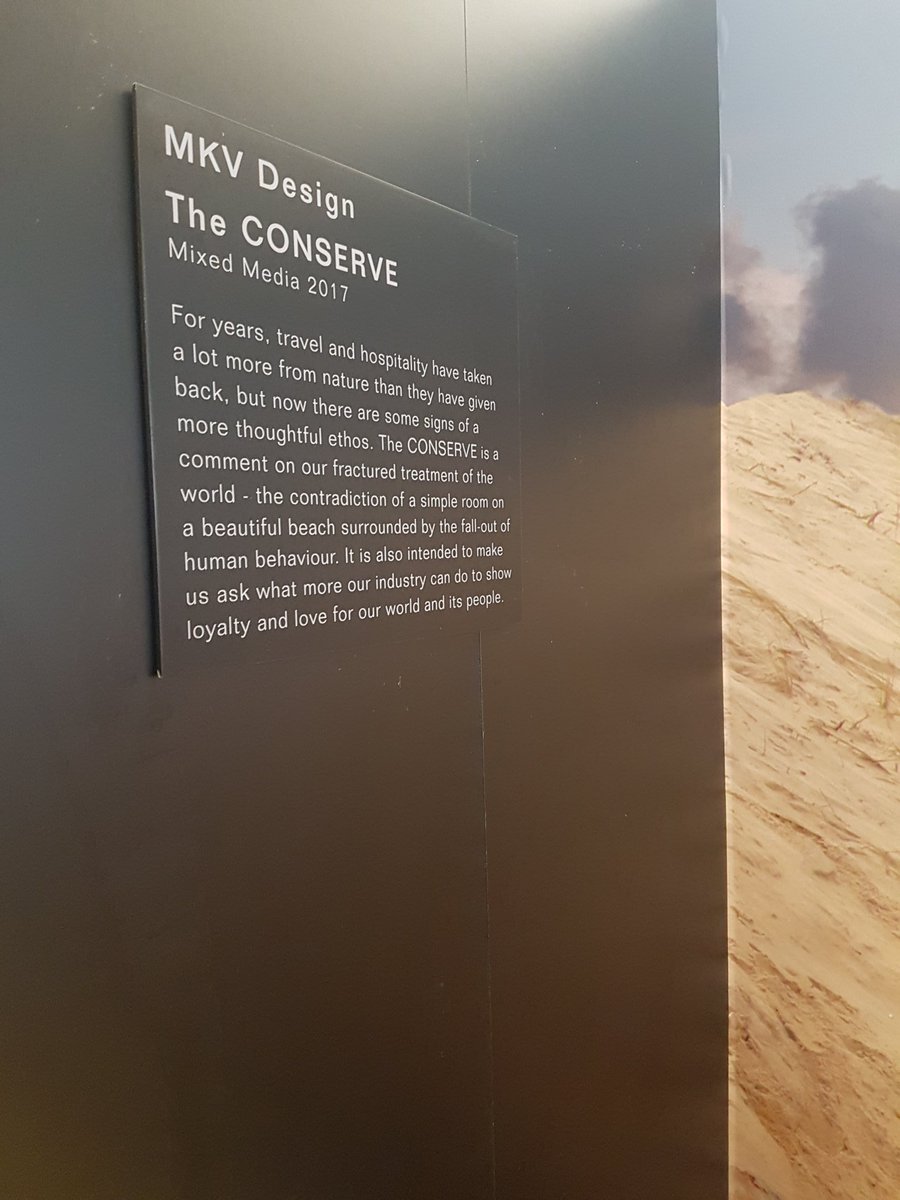 MKV Design
The CONSERVE
Mixed Media 2017
For years, travel and hospitality have taken
a lot more from nature than they have given
back, but now there are some signs of a
more thoughtful ethos. The CONSERVE is a
comment on our fractured treatment of the
world - the contradiction of a simple room on
a beautiful beach surrounded by the fall-out of
human behaviour. It is also intended to make
us ask what more our industry can do to show
loyalty and love for our world and its people.